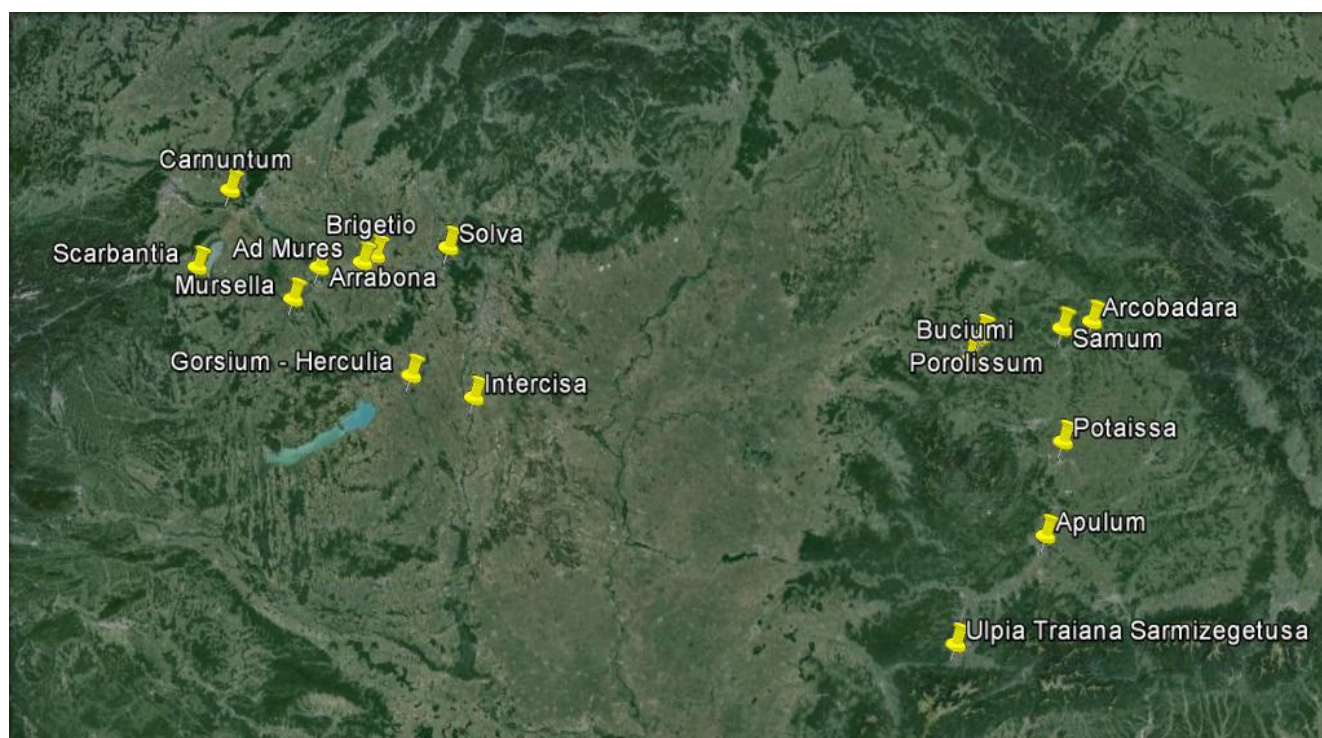 Carnuntum
Brigetio
Solva
Scarbantia
Ad Mures
Mursella
Arrabona
Gorsium - Herculia
Intercisa
Arcobadara
Buciumi
Samum
Porolissum
Potaissa
Apulum
Ulpia Traiana Sarmizegetusa